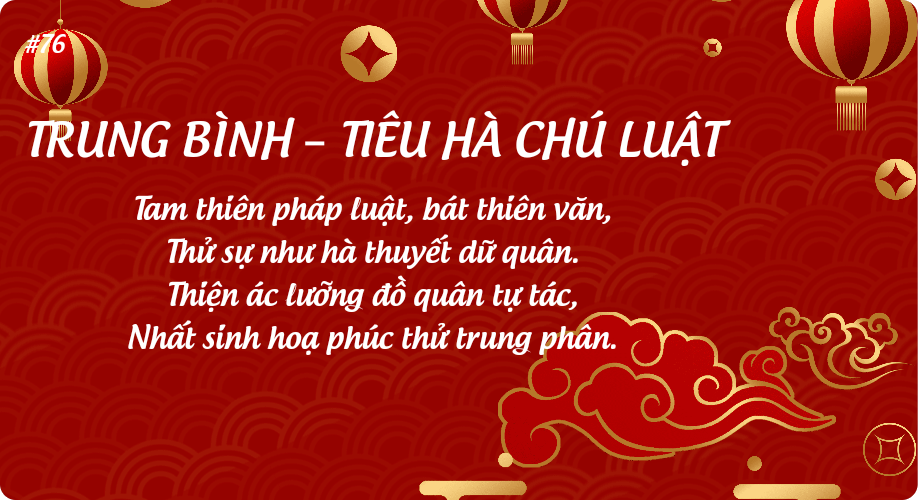 #76
TRUNG BÌNH – TIÊU HÀ CHÚ LUẬT
Tam thiên pháp luật, bát thiên văn,
Thử sự như hà thuyết dữ quân.
Thiện ác lưỡng đồ quân tự tác,
Nhất sinh hoạ phúc thử trung phân.